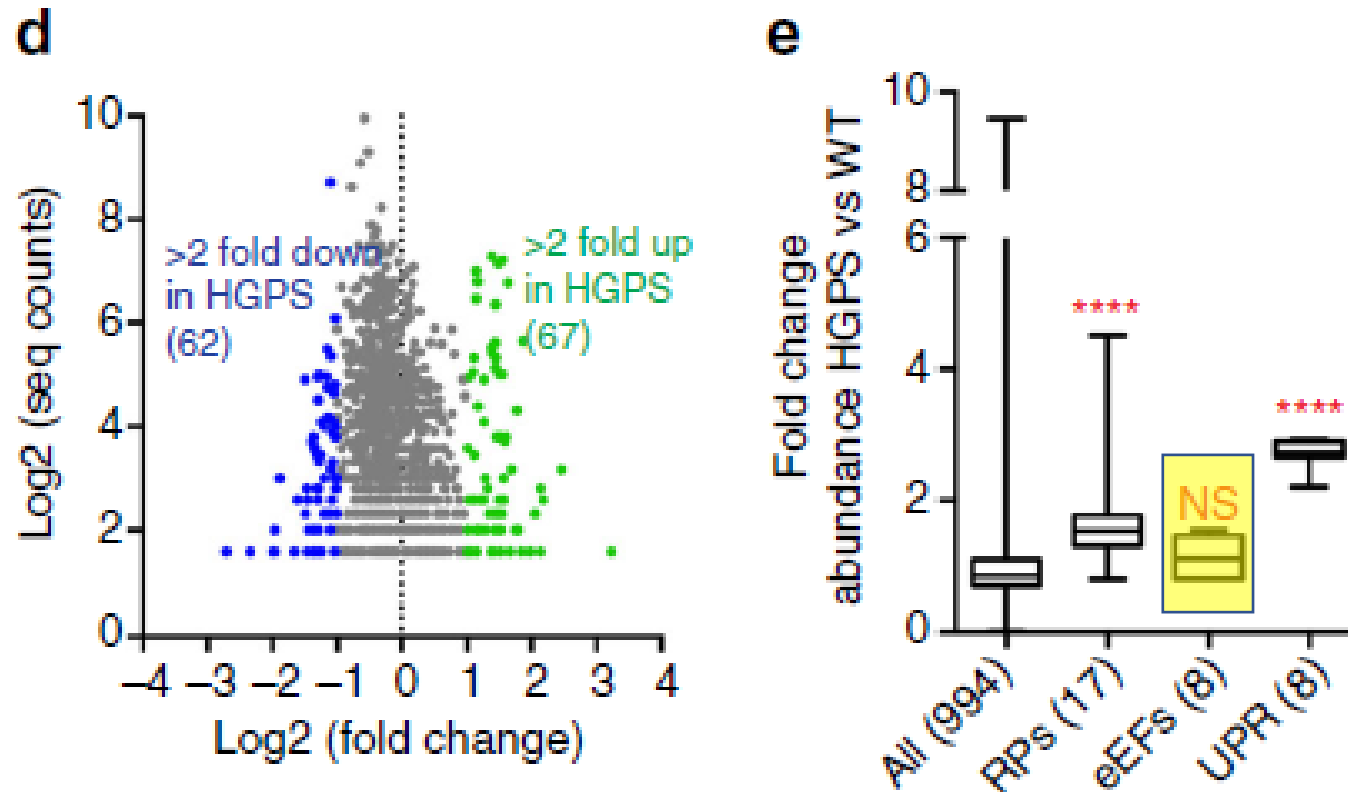 d
10
8
6
4
2
0
Log2 (seq counts)
>2 fold down
in HGPS
(62)
>2 fold up
in HGPS
(67)
–4 –3 –2 –1 0 1 2 3 4
Log2 (fold change)
e
Fold change
abundance HGPS vs WT
10
8
6
4
2
0
****
NS
****
All (994)
RPs (17)
eEFs (8)
UPR (8)